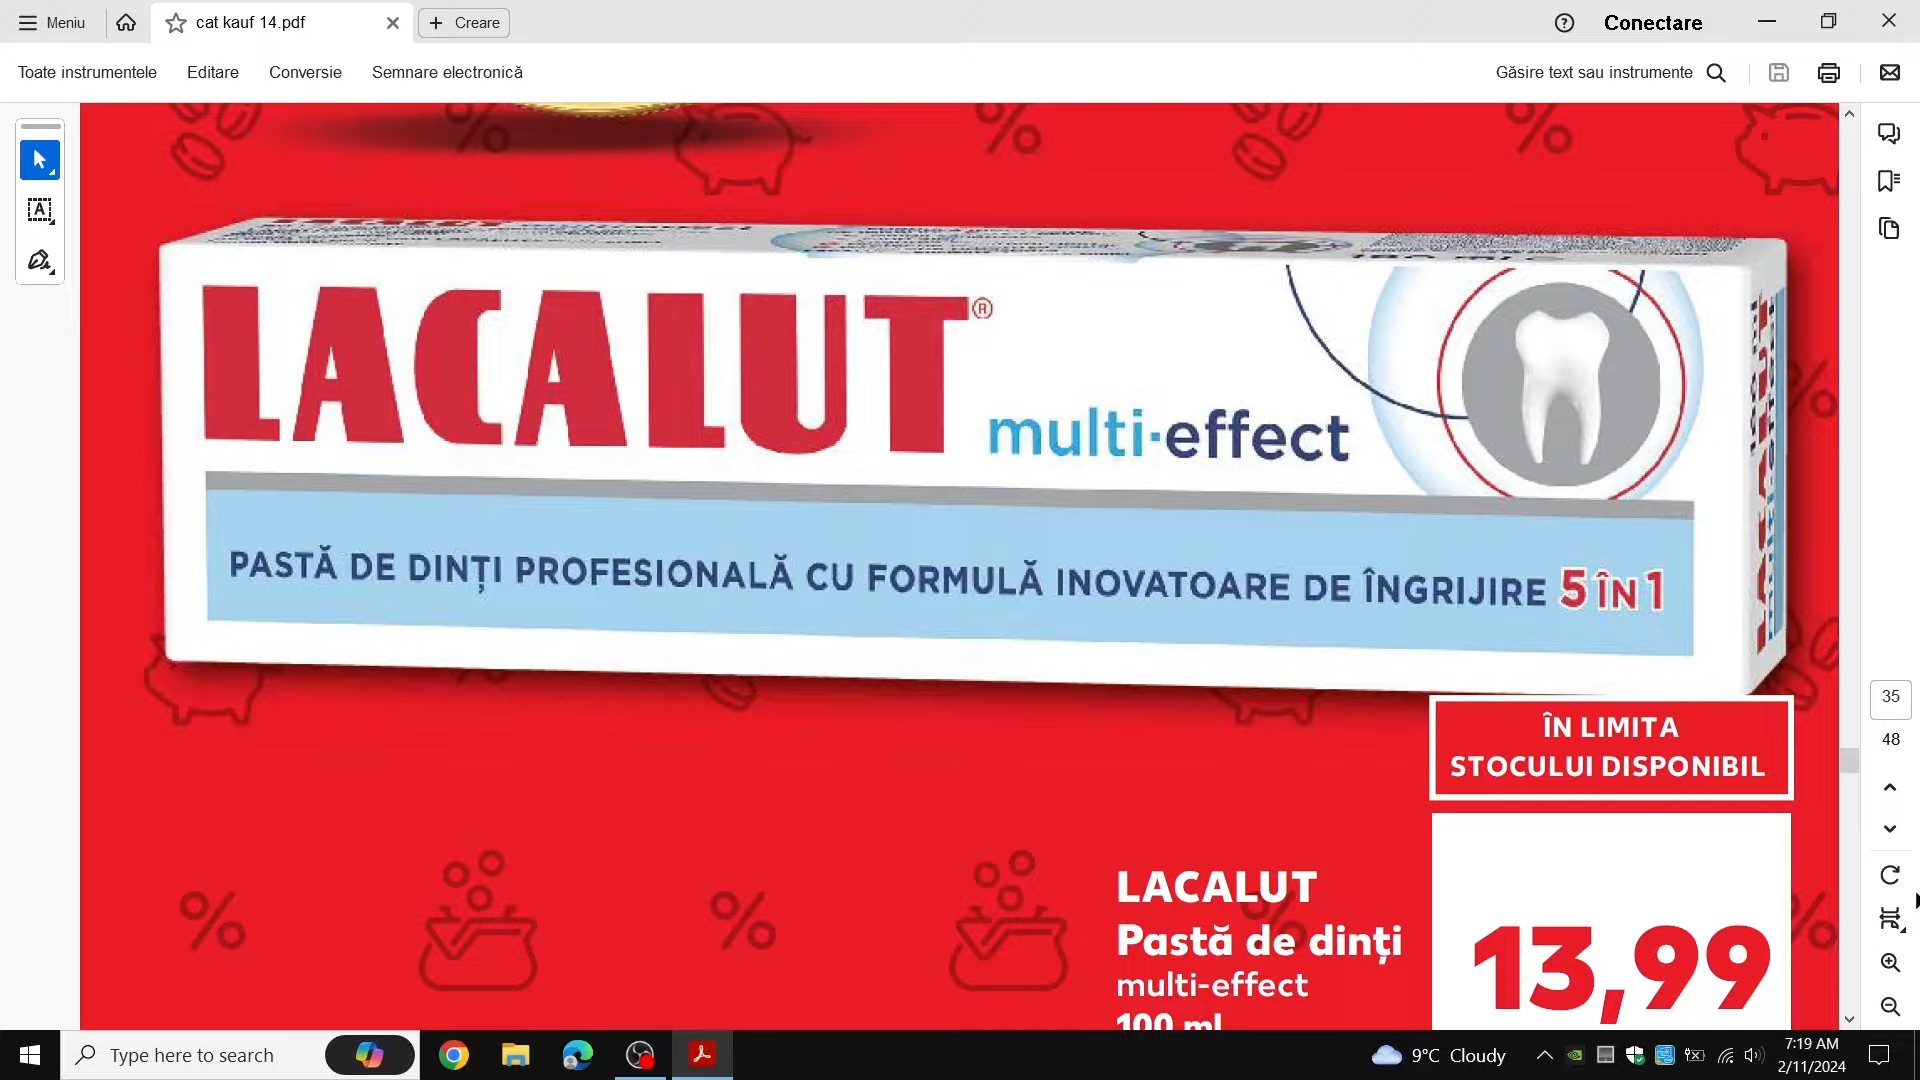 Meniu
cat kauf 14.pdf
Creare
Conectare
Toate instrumentele
Editare
Conversie
Semnare electronică
Găsire text sau instrumente
LACALUT®
multi·effect
PASTĂ DE DINȚI PROFESIONALĂ CU FORMULĂ INOVATOARE DE ÎNGRIJIRE 5 ÎN 1
ÎN LIMITA
STOCULUI DISPONIBIL
LACALUT
Pastă de dinți
multi-effect
100 ml
13,99
35
48
Type here to search
9°C Cloudy
7:19 AM
2/11/2024